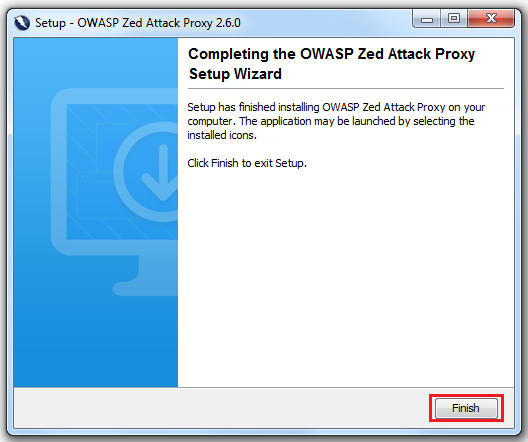 Setup - OWASP Zed Attack Proxy 2.6.0
Completing the OWASP Zed Attack Proxy
Setup Wizard
Setup has finished installing OWASP Zed Attack Proxy on your
computer. The application may be launched by selecting the
installed icons.
Click Finish to exit Setup.
Finish